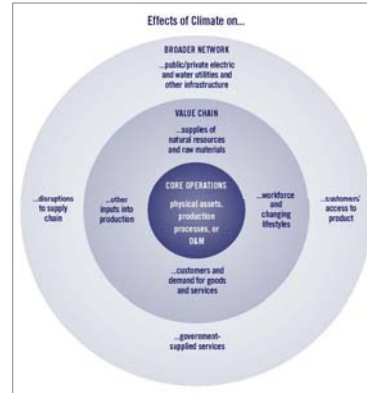 Effects of Climate on...
BROADER NETWORK
...public/private electric
and water utilities and
other infrastructure
VALUE CHAIN
...supplies of
natural resources
and raw materials
CORE OPERATIONS
physical assets,
production
processes, or
O&M
...disruptions
to supply
chain
...other
inputs into
production
...workforce
and
changing
lifestyles
...customers'
access to
product
...customers and
demand for goods
and services
...government-
supplied services